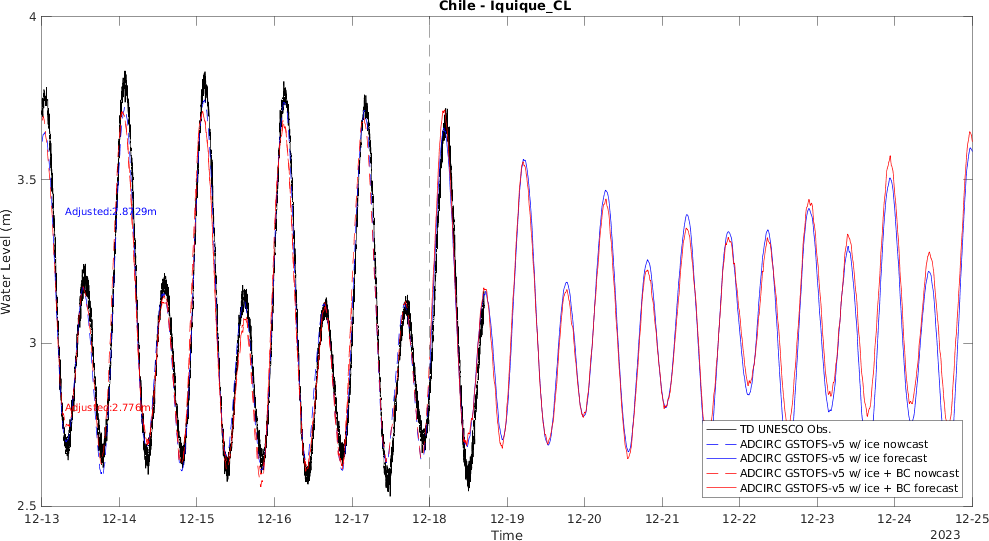 Chile - Iquique_CL
4
3.5
3
2.5
Water Level (m)
Adjusted:2.8729m
Adjusted:2.776m
TD UNESCO Obs.
ADCIRC GSTOFS-v5 w/ ice nowcast
ADCIRC GSTOFS-v5 w/ ice forecast
ADCIRC GSTOFS-v5 w/ ice + BC nowcast
ADCIRC GSTOFS-v5 w/ ice + BC forecast
12-13 12-14 12-15 12-16 12-17 12-18 12-19 12-20 12-21 12-22 12-23 12-24 12-25
Time
2023